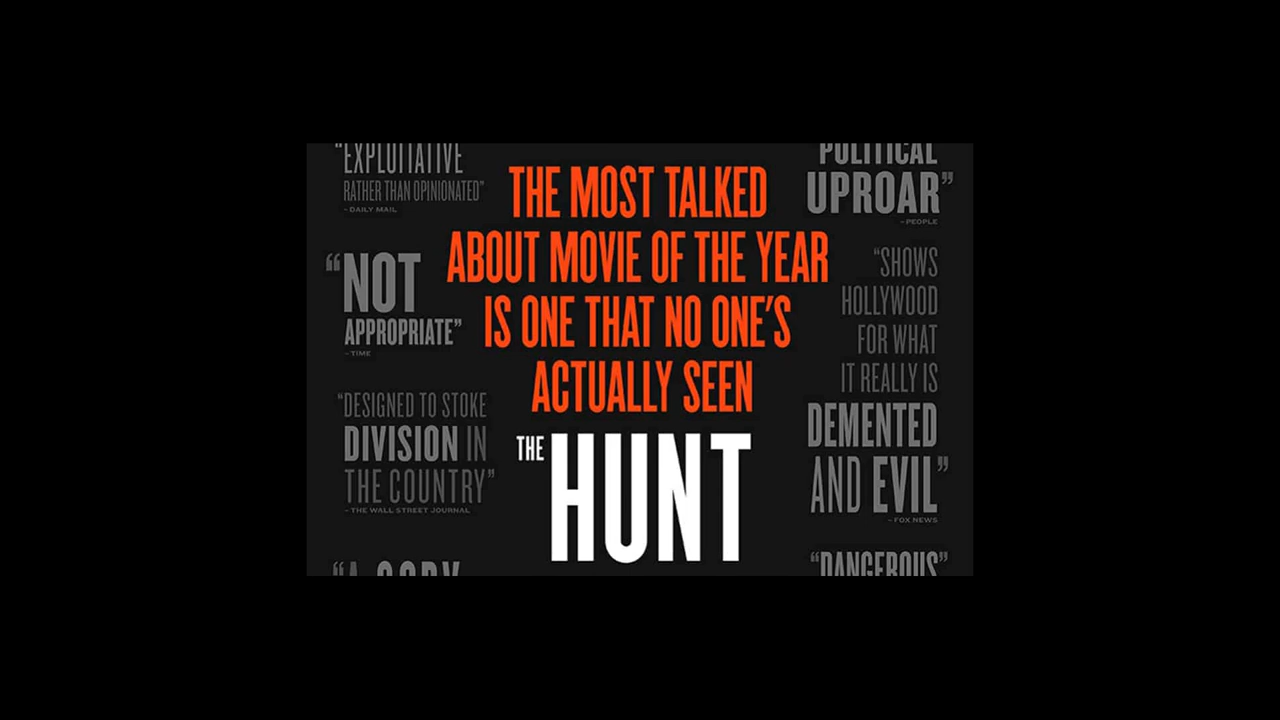 "EXPLOITATIVE
RATHER THAN OPINIONATED"
- DAILY MAIL
"NOT
APPROPRIATE"
- TIME
"DESIGNED TO STOKE
DIVISION IN
THE COUNTRY"
- THE WALL STREET JOURNAL
"A GORY
THE MOST TALKED
ABOUT MOVIE OF THE YEAR
IS ONE THAT NO ONE'S
ACTUALLY SEEN
THE HUNT
POLITICAL
UPROAR"
- PEOPLE
"SHOWS
HOLLYWOOD
FOR WHAT
IT REALLY IS
DEMENTED
AND EVIL"
- FOX NEWS
"DANGEROUS"